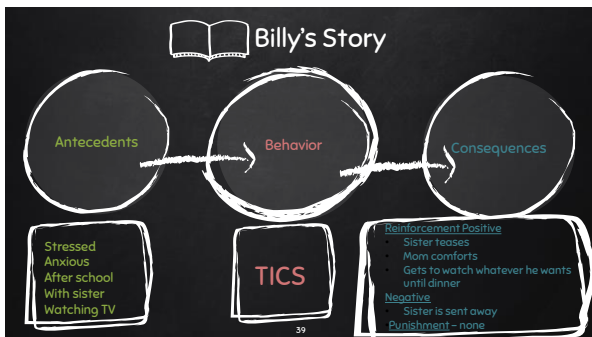 Billy's Story
Antecedents
Behavior
Consequences
Stressed
Anxious
After school
With sister
Watching TV
TICS
Reinforcement Positive
Sister teases
Mom comforts
Gets to watch whatever he wants
until dinner
Negative
Sister is sent away
Punishment – none
39